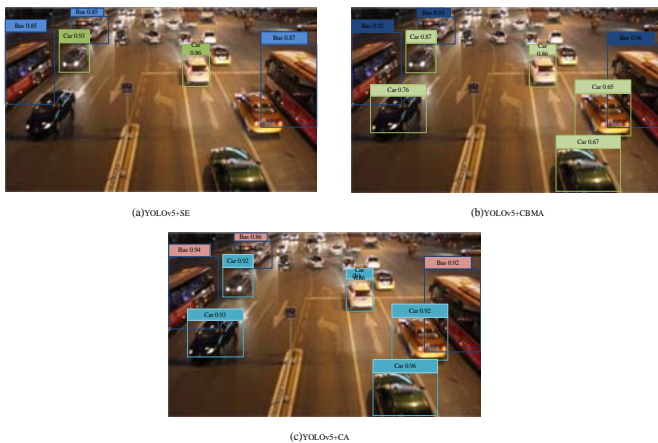 Bus 0.85
Bus 0.85
Car 0.93
Car
0.86
Bus 0.87
(a)YOLOv5+SE
Bus 0.93
Bus 0.92
Car 0.87
Car
0.86
Bus 0.96
Car 0.76
Car 0.65
Car 0.67
(b)YOLOv5+CBMA
Bus 0.86
Bus 0.94
Car 0.92
Car
0.86
Bus 0.92
Car 0.93
Car 0.92
Car 0.96
(c)YOLOv5+CA